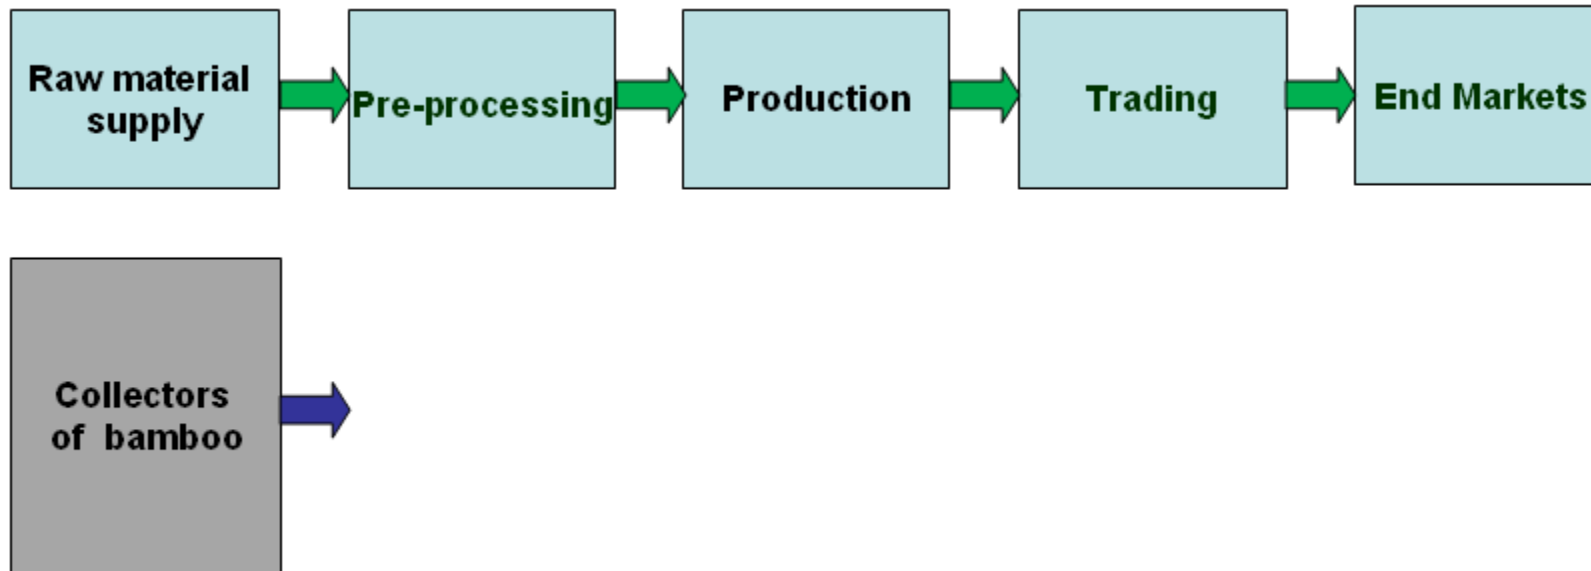 Raw material
supply
Pre-processing
Production
Trading
End Markets
Collectors
of bamboo